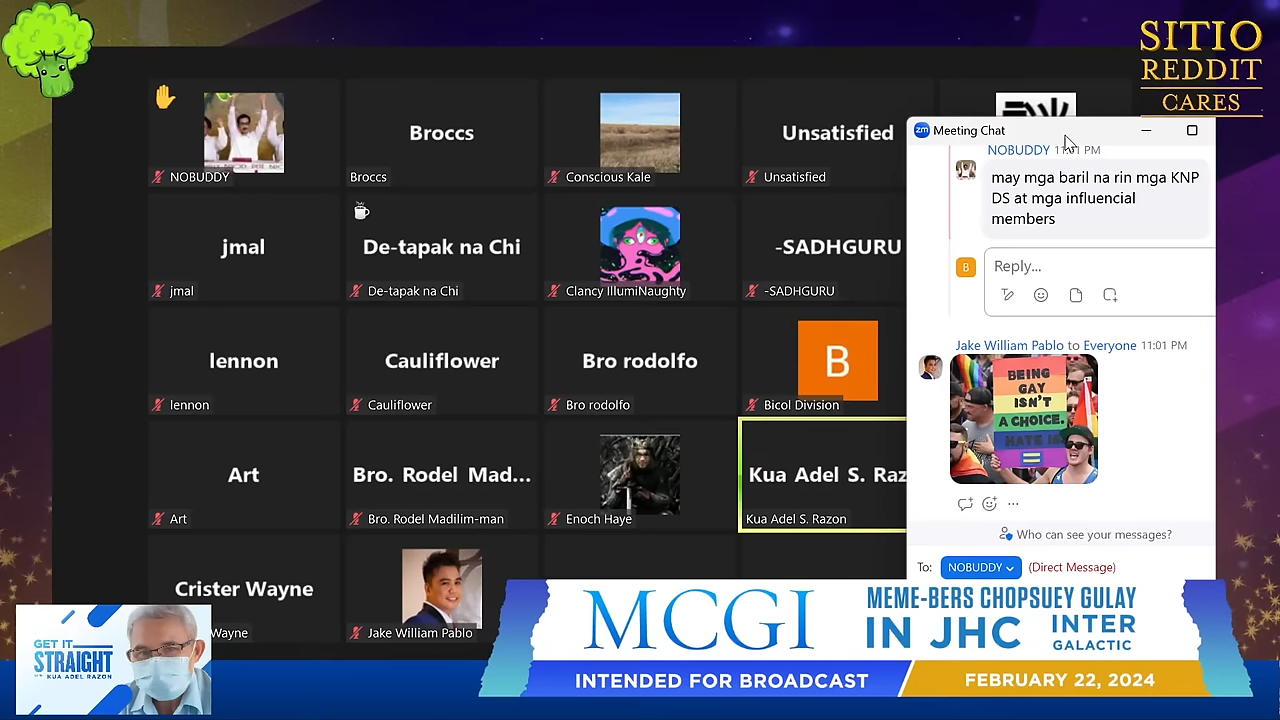 SITIO
REDDIT
CARES
Broccs
Unsatisfied
NOBUDDY
Broccs
Conscious Kale
Unsatisfied
jmal
De-tapak na Chi
-SADHGURU
jmal
De-tapak na Chi
Clancy IllumiNaughty
-SADHGURU
lennon
Cauliflower
Bro rodolfo
B
lennon
Cauliflower
Bro rodolfo
Bicol Division
Art
Bro. Rodel Mad...
Kua Adel S. Raz
Art
Bro. Rodel Madilim-man
Enoch Haye
Kua Adel S. Razon
Crister Wayne
Wayne
Jake William Pablo
zm Meeting Chat
NOBUDDY PM
may mga baril na rin mga KNP
DS at mga influencial
members
B
Reply...
Jake William Pablo to Everyone 11:01 PM
BEING
GAY
ISN'T
A CHOICE.
HATE IS
Who can see your messages?
To: NOBUDDY (Direct Message)
GET IT
STRAIGHT
KUA ADEL RAZON
MCGI
MEME-BERS CHOPSUEY GULAY
IN JHC INTER
GALACTIC
INTENDED FOR BROADCAST
FEBRUARY 22, 2024